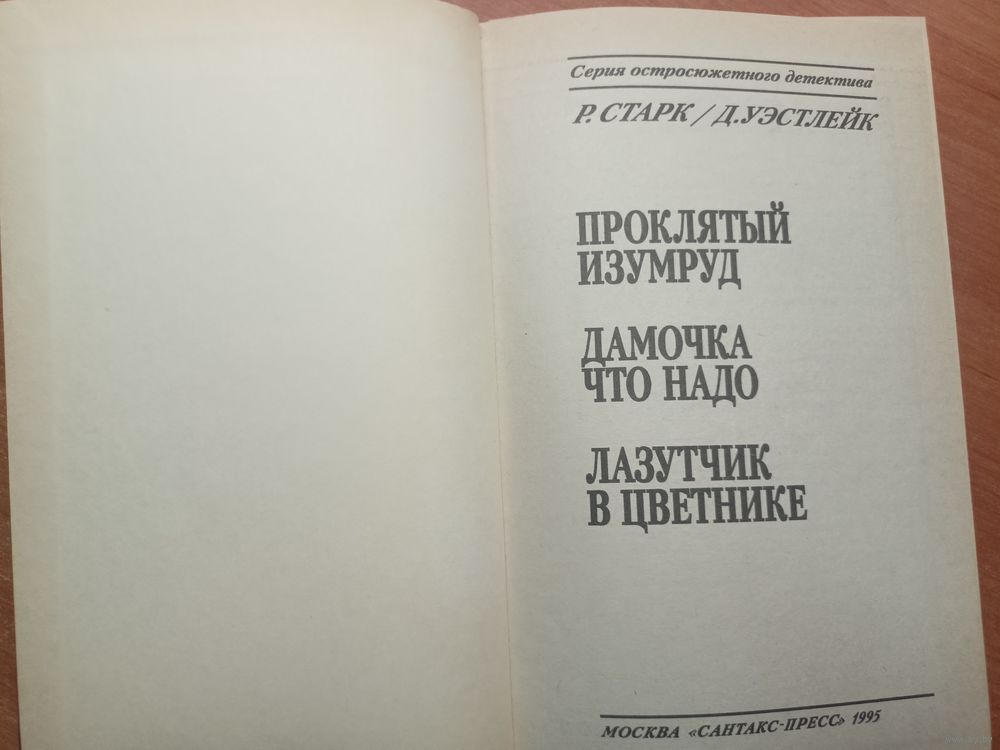 Серия остросюжетного детектива
Р. СТАРК / Д. УЭСТЛЕЙК
ПРОКЛЯТЫЙ
ИЗУМРУД
ДАМОЧКА
ЧТО НАДО
ЛАЗУТЧИК
В ЦВЕТНИКЕ
МОСКВА «САНТАКС-ПРЕСС» 1995